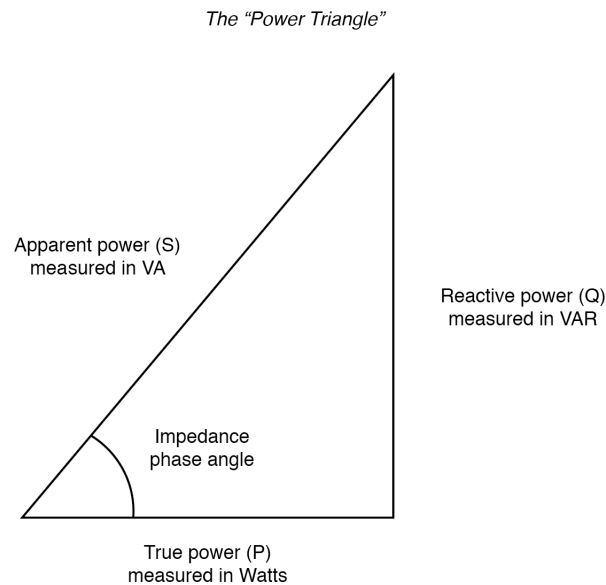 The “Power Triangle”
Apparent power (S)
measured in VA
Reactive power (Q)
measured in VAR
Impedance
phase angle
True power (P)
measured in Watts